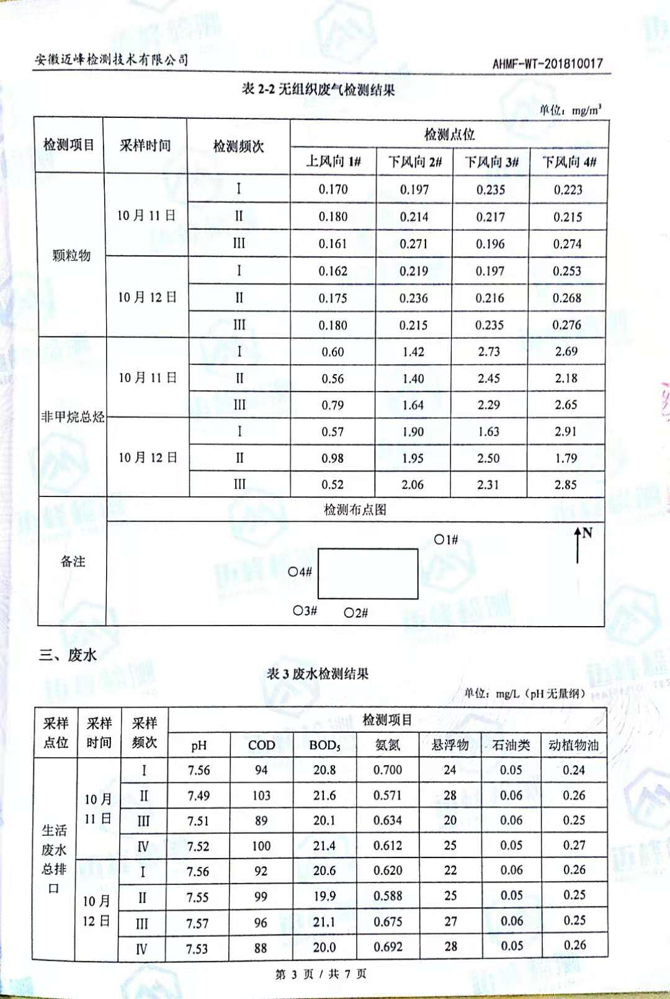 安徽迈峰检测技术有限公司
AHMF-WT-201810017
表 2-2 无组织废气检测结果
单位：mg/m³
检测项目 采样时间 检测频次 检测点位
上风向 1# 下风向 2# 下风向 3# 下风向 4#
颗粒物 10 月 11 日 I 0.170 0.197 0.235 0.223
II 0.180 0.214 0.217 0.215
III 0.161 0.271 0.196 0.274
10 月 12 日 I 0.162 0.219 0.197 0.253
II 0.175 0.236 0.216 0.268
III 0.180 0.215 0.235 0.276
非甲烷总烃 10 月 11 日 I 0.60 1.42 2.73 2.69
II 0.56 1.40 2.45 2.18
III 0.79 1.64 2.29 2.65
10 月 12 日 I 0.57 1.90 1.63 2.91
II 0.98 1.95 2.50 1.79
III 0.52 2.06 2.31 2.85
备注 检测布点图
○1# N
○4#
○3# ○2#
三、废水
表 3 废水检测结果
单位：mg/L（pH 无量纲）
采样点位 采样时间 采样频次 检测项目
pH COD BOD₅ 氨氮 悬浮物 石油类 动植物油
生活废水总排口 10 月 11 日 I 7.56 94 20.8 0.700 24 0.05 0.24
II 7.49 103 21.6 0.571 28 0.06 0.26
III 7.51 89 20.1 0.634 20 0.06 0.25
IV 7.52 100 21.4 0.612 25 0.05 0.27
10 月 12 日 I 7.56 92 20.6 0.620 22 0.06 0.26
II 7.55 99 19.9 0.588 25 0.05 0.25
III 7.57 96 21.1 0.675 27 0.06 0.25
IV 7.53 88 20.0 0.692 28 0.05 0.26
第 3 页 / 共 7 页